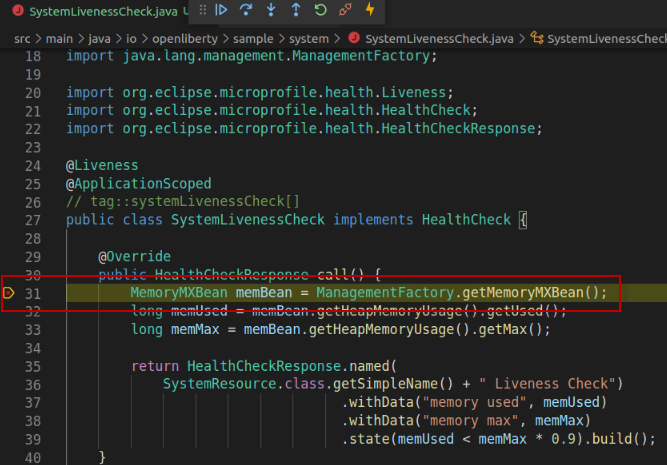 SystemLivenessCheck.java U
src > main > java > io > openliberty > sample > system > SystemLivenessCheck.java > SystemLivenessCheck
18 import java.lang.management.ManagementFactory;
19
20 import org.eclipse.microprofile.health.Liveness;
21 import org.eclipse.microprofile.health.HealthCheck;
22 import org.eclipse.microprofile.health.HealthCheckResponse;
23
24 @Liveness
25 @ApplicationScoped
26 // tag::systemLivenessCheck[]
27 public class SystemLivenessCheck implements HealthCheck {
28
29 @Override
30 public HealthCheckResponse call() {
31 MemoryMXBean memBean = ManagementFactory.getMemoryMXBean();
32 long memUsed = memBean.getHeapMemoryUsage().getUsed();
33 long memMax = memBean.getHeapMemoryUsage().getMax();
34
35 return HealthCheckResponse.named(
36 SystemResource.class.getSimpleName() + " Liveness Check")
37 .withData("memory used", memUsed)
38 .withData("memory max", memMax)
39 .state(memUsed < memMax * 0.9).build();
40 }